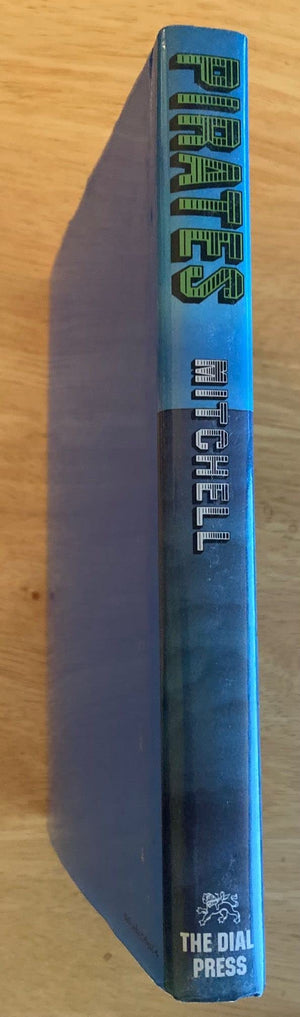 PIRATES
MITCHELL
THE DIAL
PRESS